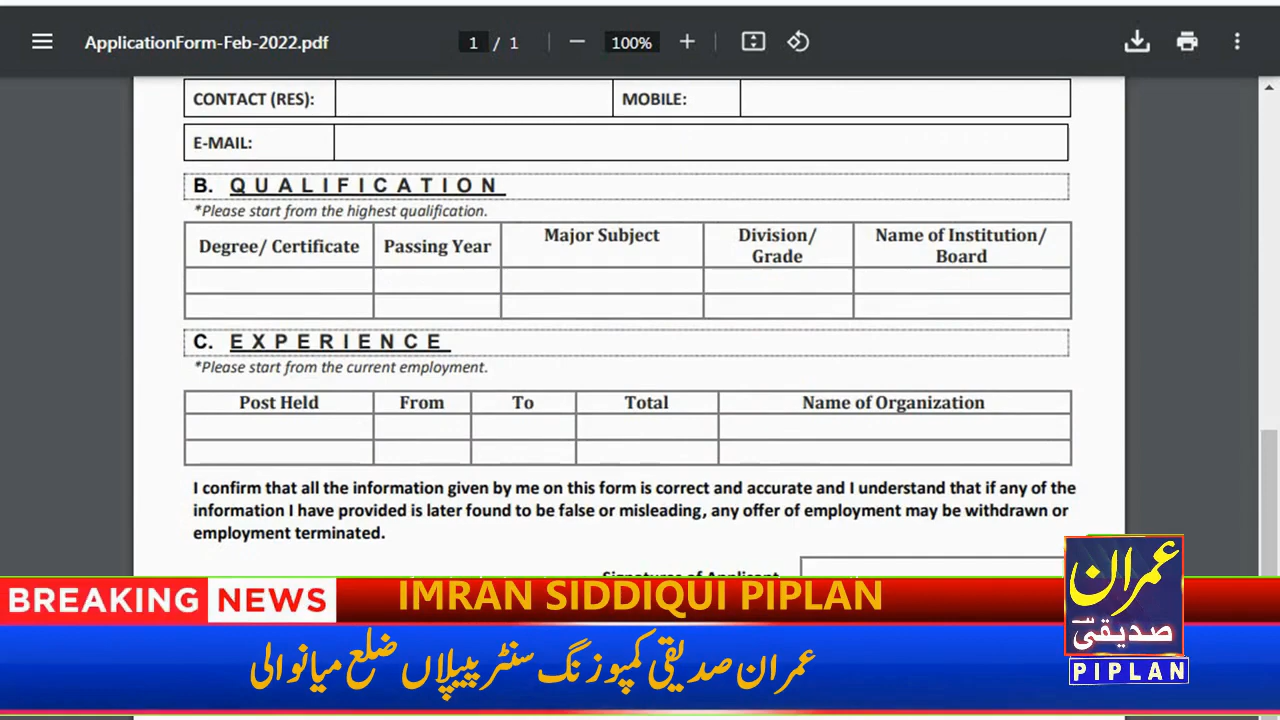 ApplicationForm-Feb-2022.pdf 1 / 1 100%
CONTACT (RES): MOBILE:
E-MAIL:
B. QUALIFICATION
*Please start from the highest qualification.
Degree/ Certificate Passing Year Major Subject Division/ Grade Name of Institution/ Board
C. EXPERIENCE
*Please start from the current employment.
Post Held From To Total Name of Organization
I confirm that all the information given by me on this form is correct and accurate and I understand that if any of the
information I have provided is later found to be false or misleading, any offer of employment may be withdrawn or
employment terminated.
Signatures of Applicant
BREAKING NEWS IMRAN SIDDIQUI PIPLAN
عمران صدیقی کمپوزنگ سنٹر پیپلاں ضلع میانوالی
عمران
صدیقی
PIPLAN